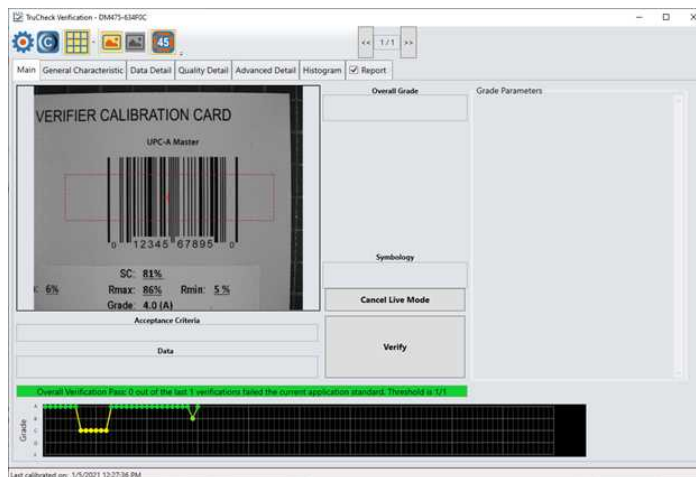 TruCheck Verification - DM475-634F0C
45
<< 1 / 1 >>
Main General Characteristic Data Detail Quality Detail Advanced Detail Histogram Report
VERIFIER CALIBRATION CARD
UPC-A Master
0 12345 67895 0
SC: 81%
6% Rmax: 86% Rmin: 5 %
Grade: 4.0 (A)
Acceptance Criteria
Data
Overall Grade
Symbology
Cancel Live Mode
Verify
Grade Parameters
Overall Verification Pass: 0 out of the last 1 verifications failed the current application standard. Threshold is 1/1
Grade
Last calibrated on: 1/5/2021 12:27:36 PM